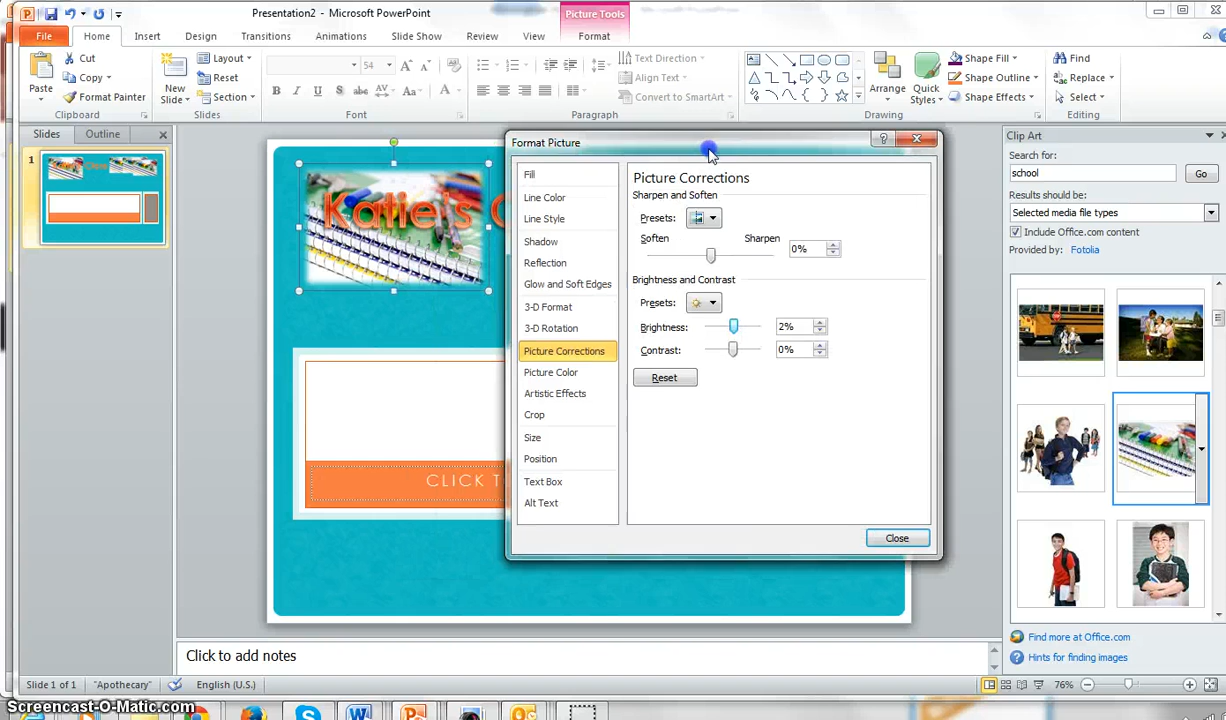 Presentation2 - Microsoft PowerPoint
Picture Tools
File
Home
Insert
Design
Transitions
Animations
Slide Show
Review
View
Format
Paste
Cut
Copy
Format Painter
Clipboard
New
Slide
Layout
Reset
Section
Slides
54
B I U S abc AV Aa A
Font
Text Direction
Align Text
Convert to SmartArt
Paragraph
Arrange
Quick
Styles
Shape Fill
Shape Outline
Shape Effects
Drawing
Find
Replace
Select
Editing
Slides
Outline
1
Katie's C
CLICK T
Format Picture
Fill
Line Color
Line Style
Shadow
Reflection
Glow and Soft Edges
3-D Format
3-D Rotation
Picture Corrections
Picture Color
Artistic Effects
Crop
Size
Position
Text Box
Alt Text
Picture Corrections
Sharpen and Soften
Presets:
Soften
Sharpen
0%
Brightness and Contrast
Presets:
Brightness:
2%
Contrast:
0%
Reset
Close
Clip Art
Search for:
school
Go
Results should be:
Selected media file types
Include Office.com content
Provided by: Fotolia
Find more at Office.com
Hints for finding images
Click to add notes
Slide 1 of 1
"Apothecary"
English (U.S.)
76%
Screencast-O-Matic.com